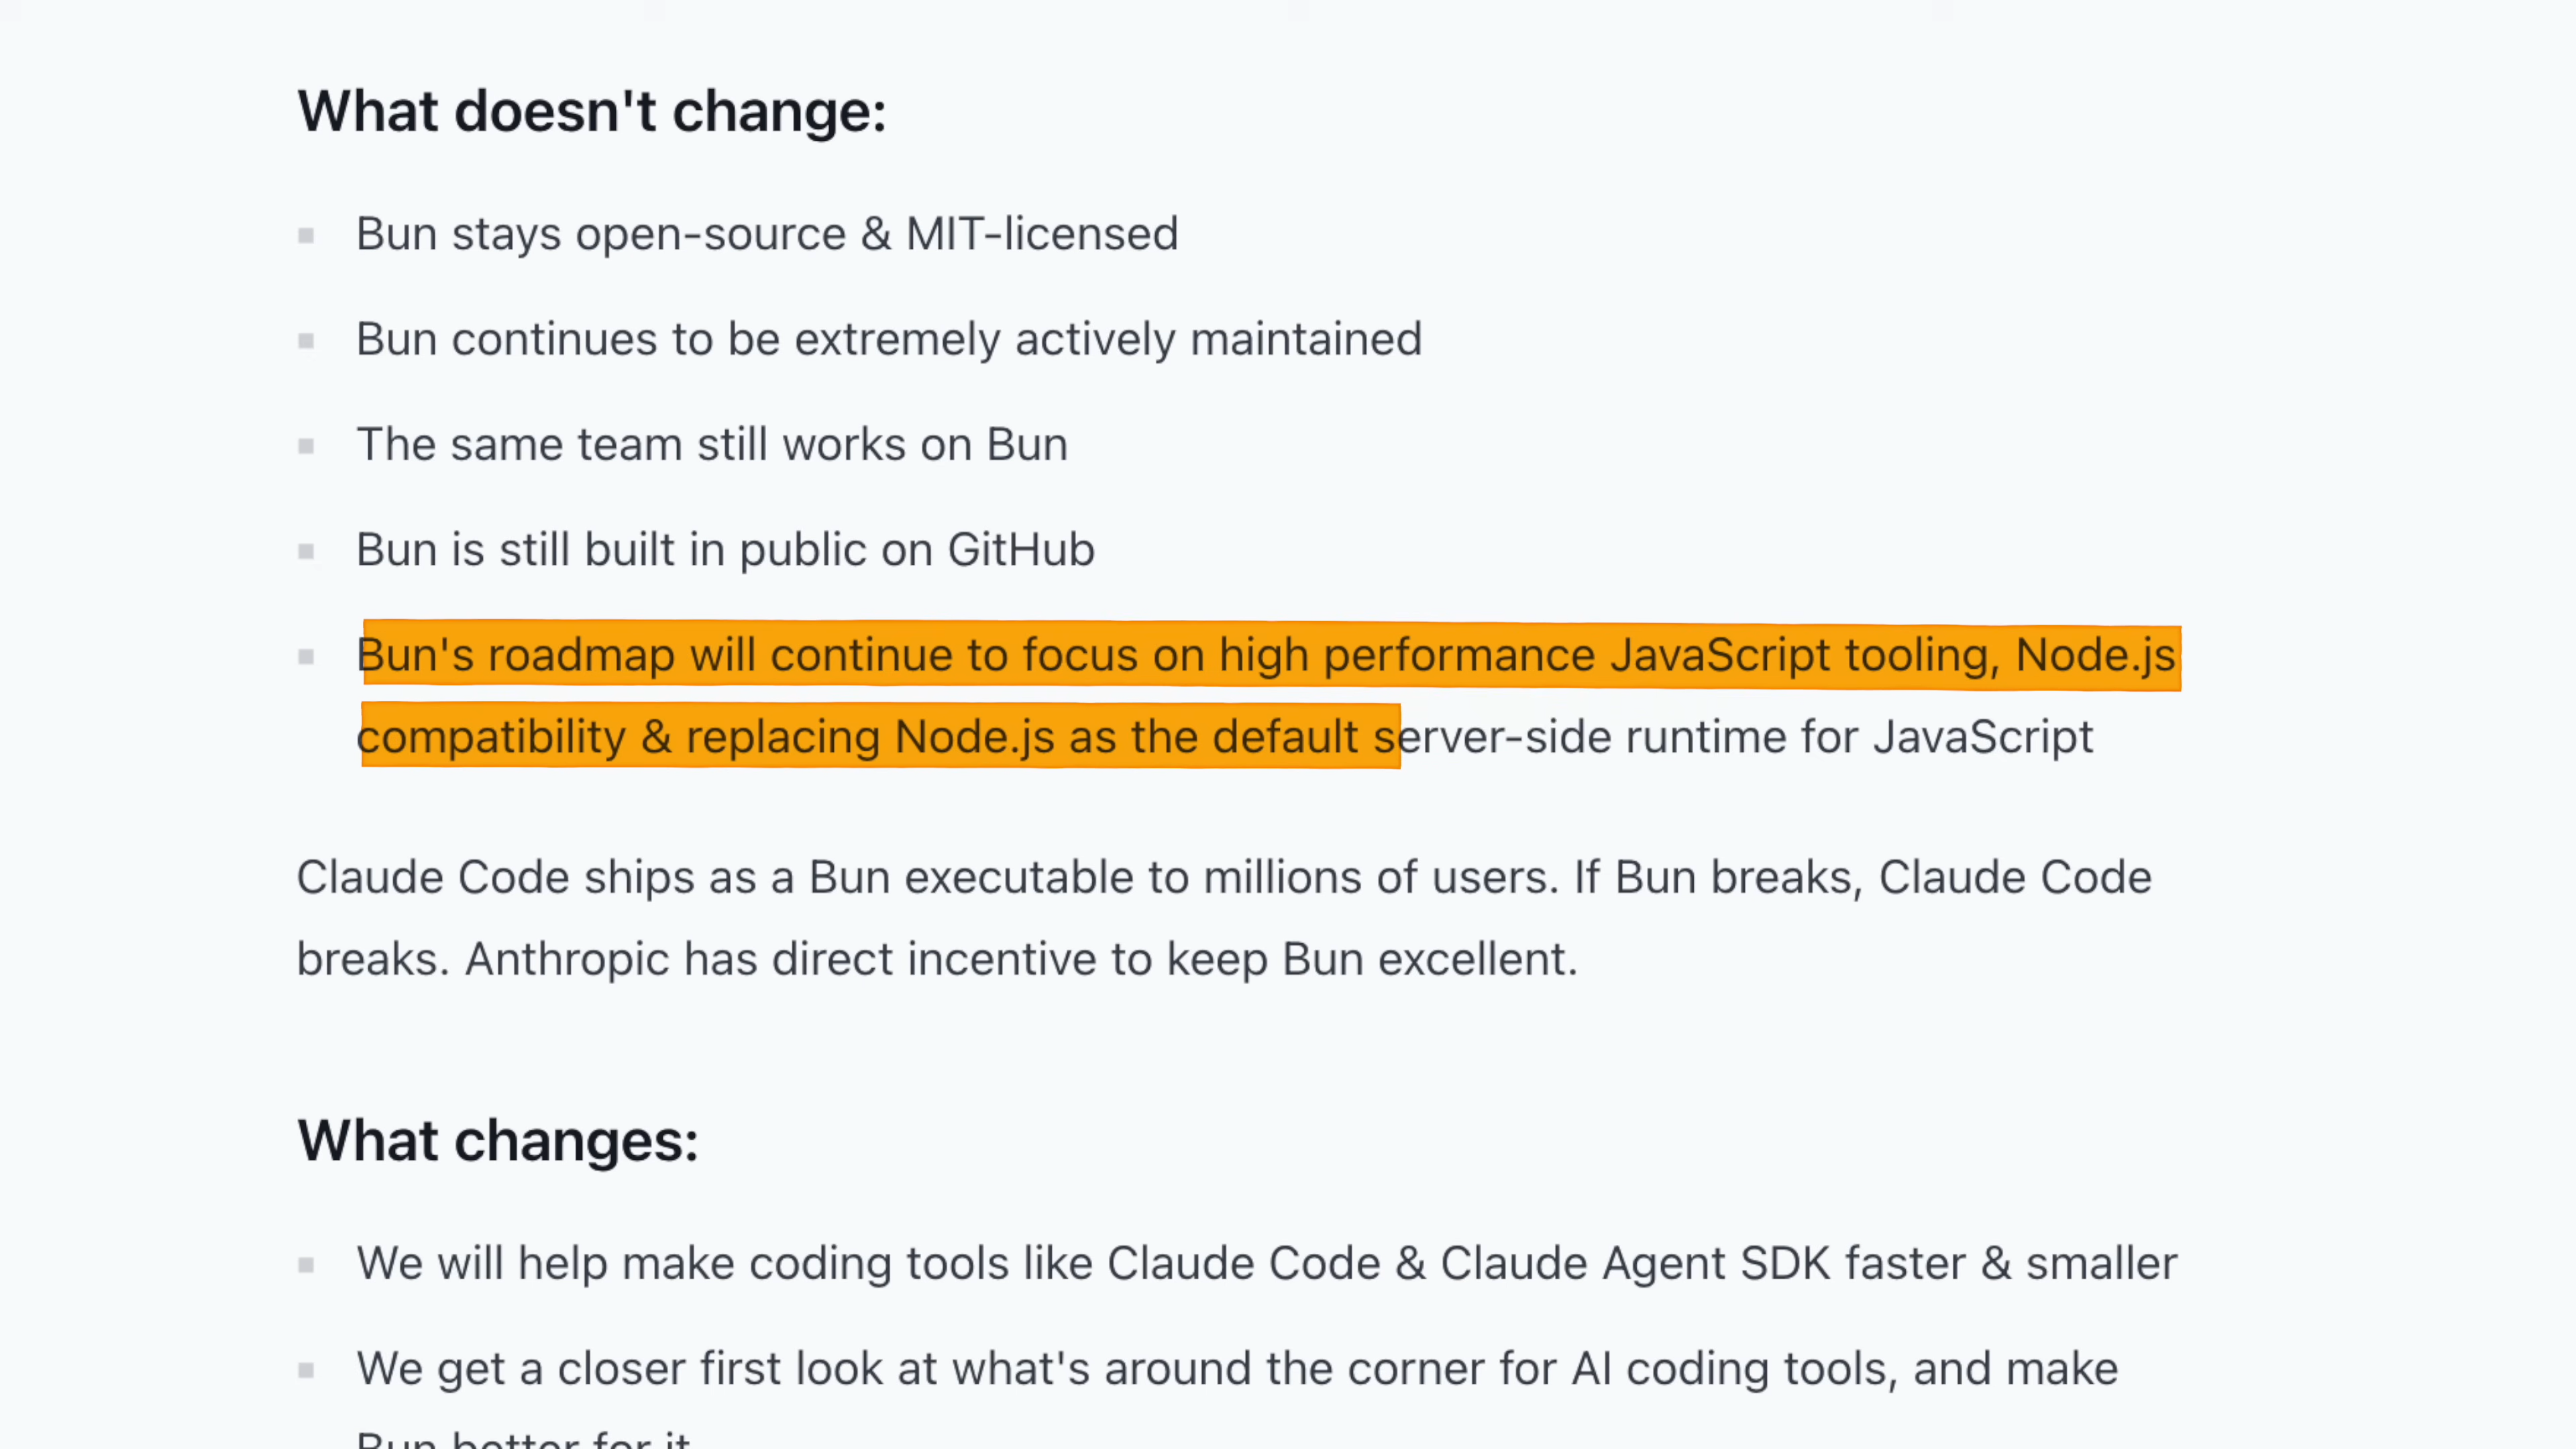 What doesn't change:
Bun stays open-source & MIT-licensed
Bun continues to be extremely actively maintained
The same team still works on Bun
Bun is still built in public on GitHub
Bun's roadmap will continue to focus on high performance JavaScript tooling, Node.js
compatibility & replacing Node.js as the default server-side runtime for JavaScript
Claude Code ships as a Bun executable to millions of users. If Bun breaks, Claude Code
breaks. Anthropic has direct incentive to keep Bun excellent.
What changes:
We will help make coding tools like Claude Code & Claude Agent SDK faster & smaller
We get a closer first look at what's around the corner for AI coding tools, and make
Bun better for it